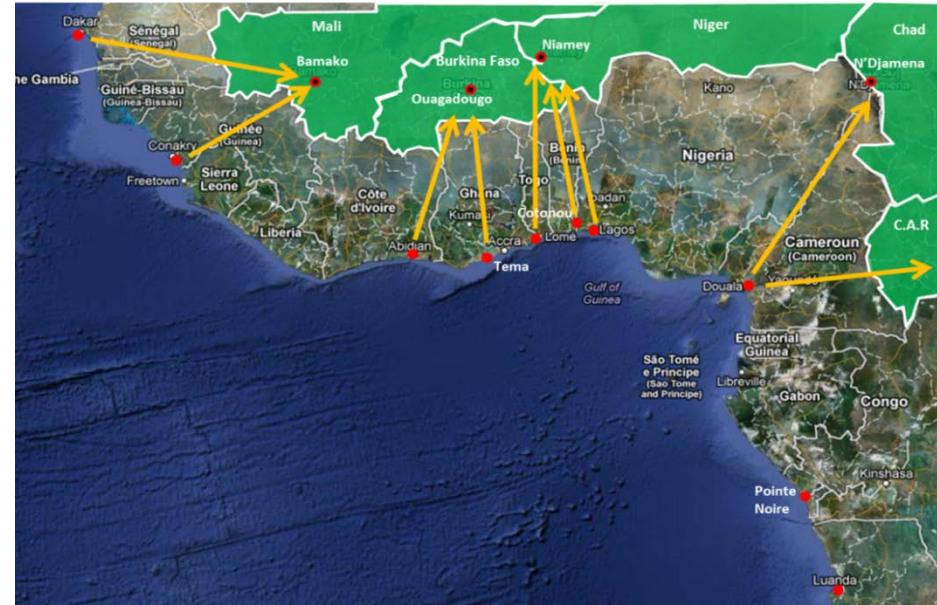 Dakar
Sénégal
(Senegal)
he Gambia
Guiné-Bissau
(Guinea-Bissau)
Mali
Bamako
Burkina Faso
Ouagadougo
Niamey
Niger
Chad
N'Djamena
Kano
Guinée
(Guinea)
Conakry
Freetown
Sierra
Leone
Liberia
Côte
d'Ivoire
Abidjan
Ghana
Kumasi
Accra
Tema
Togo
Lomé
Bénin
(Benin)
Cotonou
Ibadan
Lagos
Nigeria
C.A.R
Cameroun
(Cameroon)
Yaoundé
Douala
Gulf of
Guinea
Equatorial
Guinea
São Tomé
e Principe
(Sao Tome
and Principe)
Libreville
Gabon
Congo
Kinshasa
Pointe
Noire
Luanda